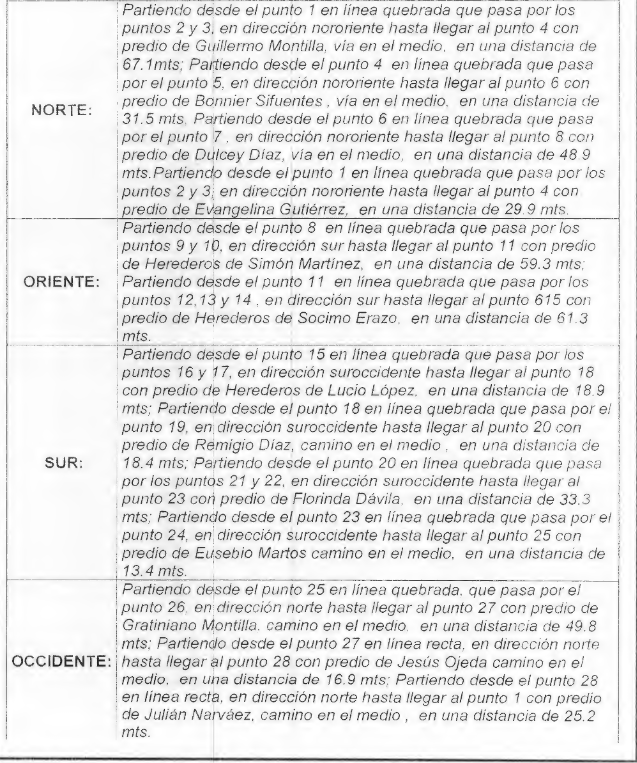 Partiendo desde el punto 1 en línea quebrada que pasa por los
puntos 2 y 3, en dirección nororiente hasta llegar al punto 4 con
predio de Guillermo Montilla, vía en el medio, en una distancia de
67.1mts; Partiendo desde el punto 4 en línea quebrada que pasa
por el punto 5, en dirección nororiente hasta llegar al punto 6 con
predio de Bonnier Sifuentes , vía en el medio, en una distancia de
NORTE:
31.5 mts, Partiendo desde el punto 6 en línea quebrada que pasa
por el punto 7 , en dirección nororiente hasta llegar al punto 8 con
predio de Dulcey Díaz, vía en el medio, en una distancia de 48.9
mts.Partiendo desde el punto 1 en línea quebrada que pasa por los
puntos 2 y 3, en dirección nororiente hasta llegar al punto 4 con
predio de Evangelina Gutiérrez, en una distancia de 29.9 mts.
Partiendo desde el punto 8 en línea quebrada que pasa por los
puntos 9 y 10, en dirección sur hasta llegar al punto 11 con predio
de Herederos de Simón Martínez, en una distancia de 59.3 mts;
ORIENTE:
Partiendo desde el punto 11 en línea quebrada que pasa por los
puntos 12,13 y 14 , en dirección sur hasta llegar al punto 615 con
predio de Herederos de Socimo Erazo, en una distancia de 61.3
mts.
Partiendo desde el punto 15 en línea quebrada que pasa por los
puntos 16 y 17, en dirección suroccidente hasta llegar al punto 18
con predio de Herederos de Lucio López, en una distancia de 18.9
mts; Partiendo desde el punto 18 en línea quebrada que pasa por el
punto 19, en dirección suroccidente hasta llegar al punto 20 con
predio de Remigio Díaz, camino en el medio , en una distancia de
SUR:
18.4 mts; Partiendo desde el punto 20 en línea quebrada que pasa
por los puntos 21 y 22, en dirección suroccidente hasta llegar al
punto 23 con predio de Florinda Dávila, en una distancia de 33.3
mts; Partiendo desde el punto 23 en línea quebrada que pasa por el
punto 24, en dirección suroccidente hasta llegar al punto 25 con
predio de Eusebio Martos camino en el medio, en una distancia de
13.4 mts.
Partiendo desde el punto 25 en línea quebrada, que pasa por el
punto 26, en dirección norte hasta llegar al punto 27 con predio de
Gratiniano Montilla, camino en el medio, en una distancia de 49.8
mts; Partiendo desde el punto 27 en línea recta, en dirección norte
OCCIDENTE:
hasta llegar al punto 28 con predio de Jesús Ojeda camino en el
medio, en una distancia de 16.9 mts; Partiendo desde el punto 28
en línea recta, en dirección norte hasta llegar al punto 1 con predio
de Julián Narváez, camino en el medio , en una distancia de 25.2
mts.